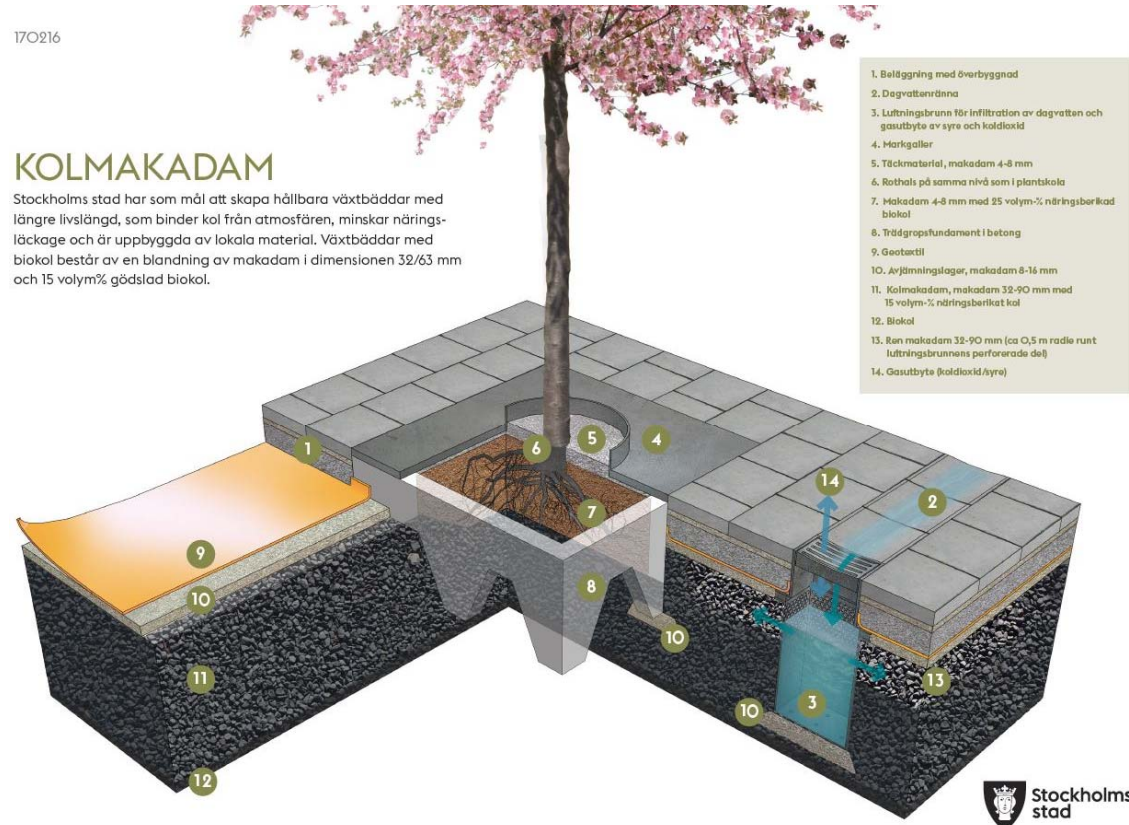 170216
KOLMAKADAM
Stockholms stad har som mål att skapa hållbara växtbäddar med
längre livslängd, som binder kol från atmosfären, minskar närings-
läckage och är uppbyggda av lokala material. Växtbäddar med
biokol består av en blandning av makadam i dimensionen 32/63 mm
och 15 volym% gödslad biokol.
1. Beläggning med överbyggnad
2. Dagvattenränna
3. Luftningsbrunn för infiltration av dagvatten och
gasutbyte av syre och koldioxid
4. Markgaller
5. Täckmaterial, makadam 4-8 mm
6. Rothals på samma nivå som i plantskola
7. Makadam 4-8 mm med 25 volym-% näringsberikad
biokol
8. Trädgropsfundament i betong
9. Geotextil
10. Avjämningslager, makadam 8-16 mm
11. Kolmakadam, makadam 32-90 mm med
15 volym-% näringsberikat kol
12. Biokol
13. Ren makadam 32-90 mm (ca 0,5 m radie runt
luftningsbrunnens perforerade del)
14. Gasutbyte (koldioxid/syre)
1
6
5
4
14
2
9
7
10
8
10
11
13
10
3
12
Stockholms
stad